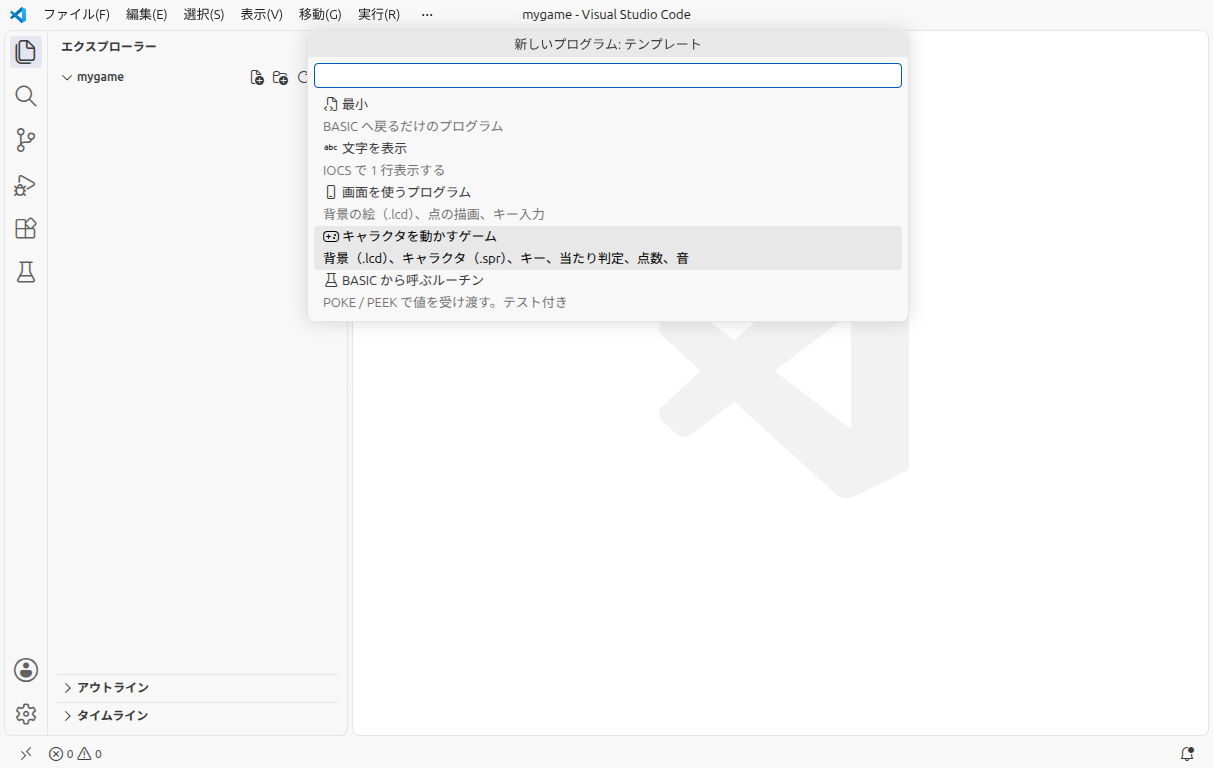 ファイル(F) 編集(E) 選択(S) 表示(V) 移動(G) 実行(R) ··· mygame - Visual Studio Code
エクスプローラー
mygame
新しいプログラム: テンプレート
最小
BASIC へ戻るだけのプログラム
abc 文字を表示
IOCS で 1 行表示する
画面を使うプログラム
背景の絵（.lcd）、点の描画、キー入力
キャラクタを動かすゲーム
背景（.lcd）、キャラクタ（.spr）、キー、当たり判定、点数、音
BASIC から呼ぶルーチン
POKE / PEEK で値を受け渡す。テスト付き
アウトライン
タイムライン
0 0